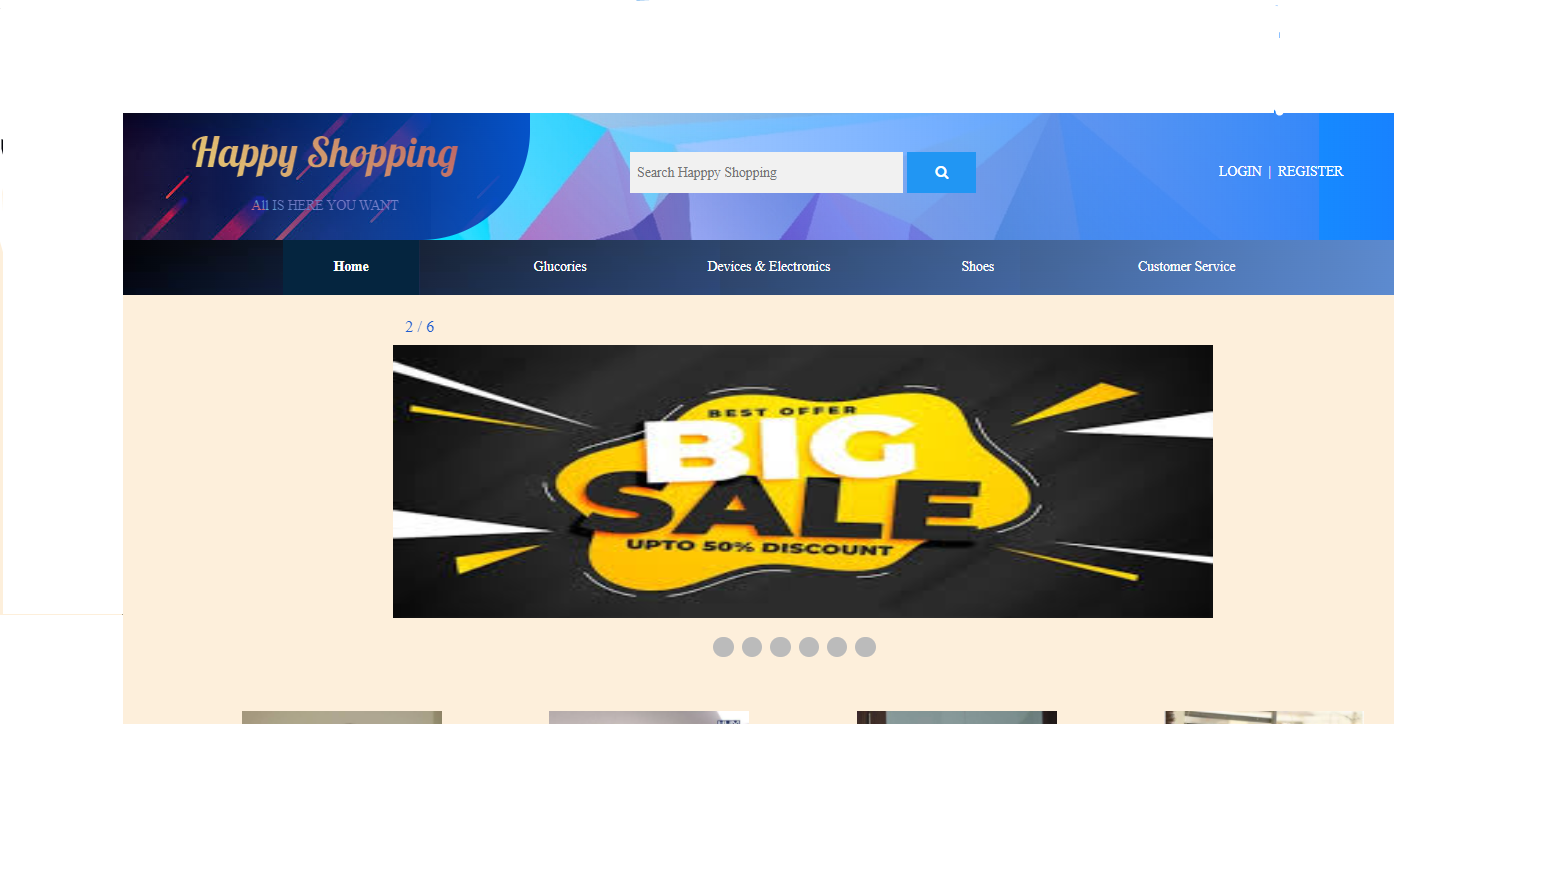 Happy Shopping
All IS HERE YOU WANT
Search Happpy Shopping
LOGIN | REGISTER
Home
Glucories
Devices & Electronics
Shoes
Customer Service
2 / 6
BEST OFFER
BIG
SALE
UPTO 50% DISCOUNT